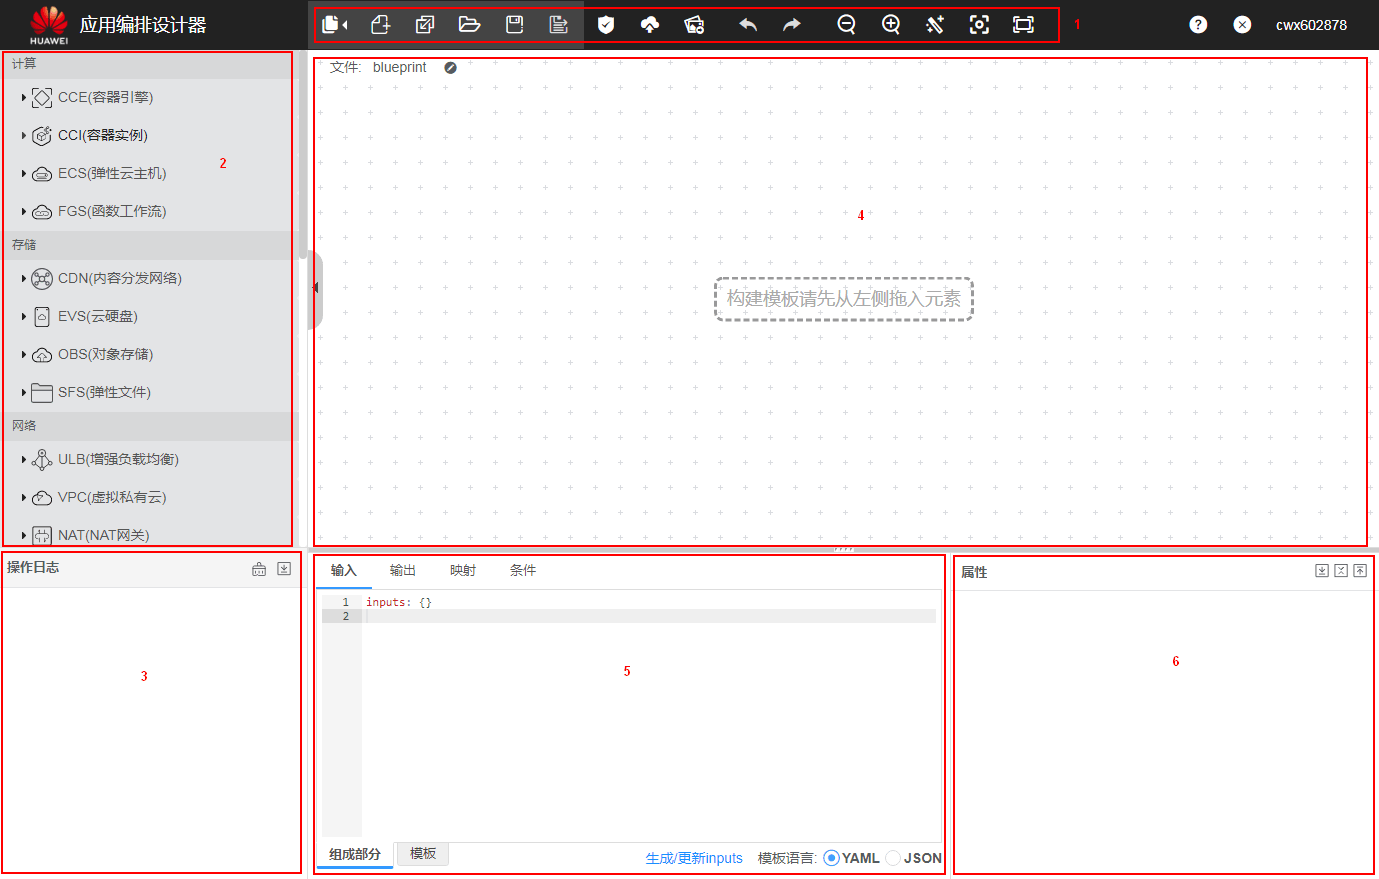 HUAWEI
应用编排设计器
1
cwx602878
计算
CCE(容器引擎)
CCI(容器实例)
ECS(弹性云主机)
FGS(函数工作流)
2
存储
CDN(内容分发网络)
EVS(云硬盘)
OBS(对象存储)
SFS(弹性文件)
网络
ULB(增强负载均衡)
VPC(虚拟私有云)
NAT(NAT网关)
文件: blueprint
4
构建模板请先从左侧拖入元素
操作日志
3
输入 输出 映射 条件
1 inputs: {}
2
5
组成部分 模板 生成/更新inputs 模板语言: YAML JSON
属性
6